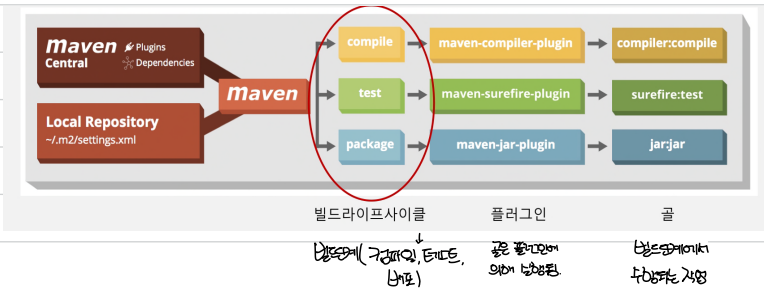 maven
Central
Plugins
Dependencies
Local Repository
~/.m2/settings.xml
maven
compile
maven-compiler-plugin
compiler:compile
test
maven-surefire-plugin
surefire:test
package
maven-jar-plugin
jar:jar
빌드라이프사이클
플러그인
골
빌드단계(컴파일, 테스트,
배포)
골은 플러그인에
의해 실행됨.
빌드단계에서
수행되는 작업